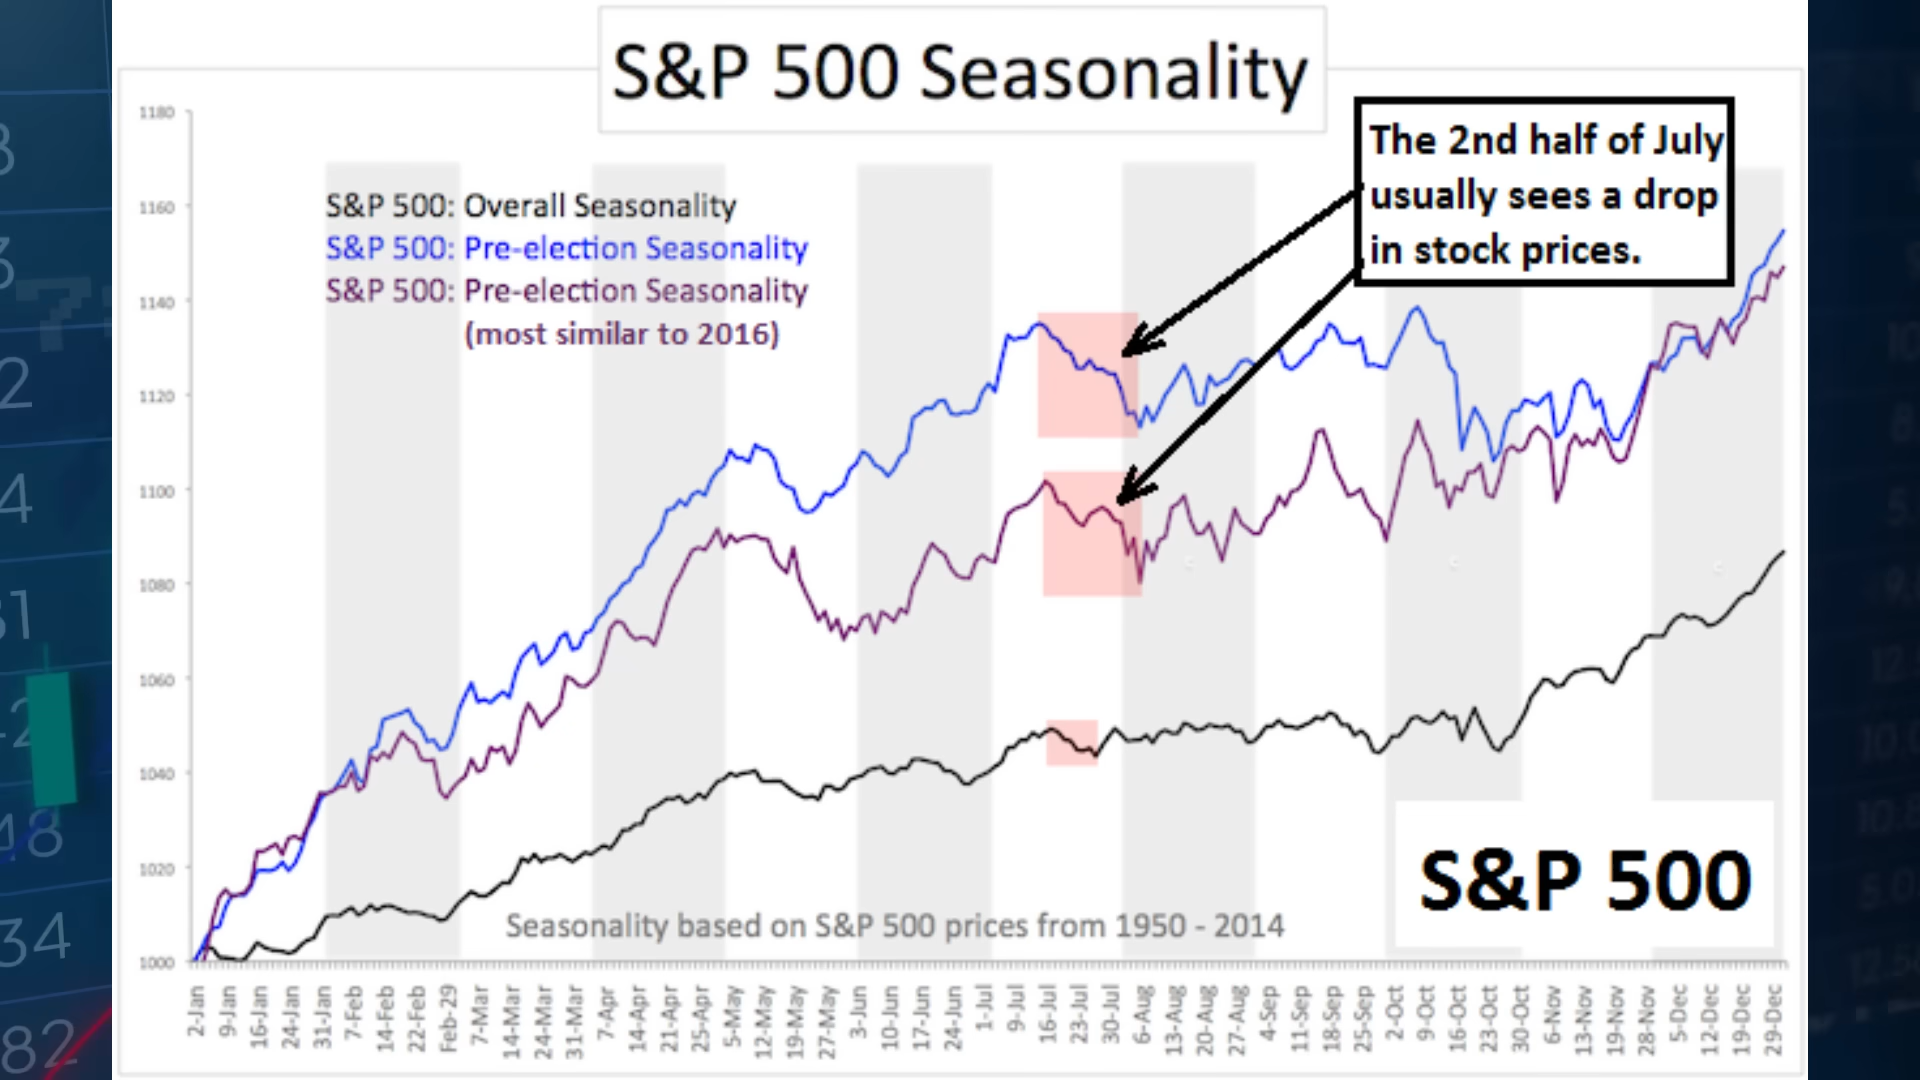 S&P 500 Seasonality
The 2nd half of July
usually sees a drop
in stock prices.
S&P 500: Overall Seasonality
S&P 500: Pre-election Seasonality
S&P 500: Pre-election Seasonality
(most similar to 2016)
1180
1160
1140
1120
1100
1080
1060
1040
1020
1000
S&P 500
Seasonality based on S&P 500 prices from 1950 - 2014
2-Jan
9-Jan
16-Jan
24-Jan
31-Jan
7-Feb
14-Feb
22-Feb
Feb-29
7-Mar
14-Mar
24-Mar
31-Mar
7-Apr
14-Apr
21-Apr
25-Apr
5-May
12-May
19-May
27-May
3-Jun
10-Jun
17-Jun
24-Jun
1-Jul
9-Jul
16-Jul
23-Jul
30-Jul
6-Aug
13-Aug
20-Aug
27-Aug
4-Sep
11-Sep
18-Sep
25-Sep
2-Oct
9-Oct
16-Oct
23-Oct
30-Oct
6-Nov
13-Nov
19-Nov
28-Nov
5-Dec
12-Dec
19-Dec
29-Dec
34
82